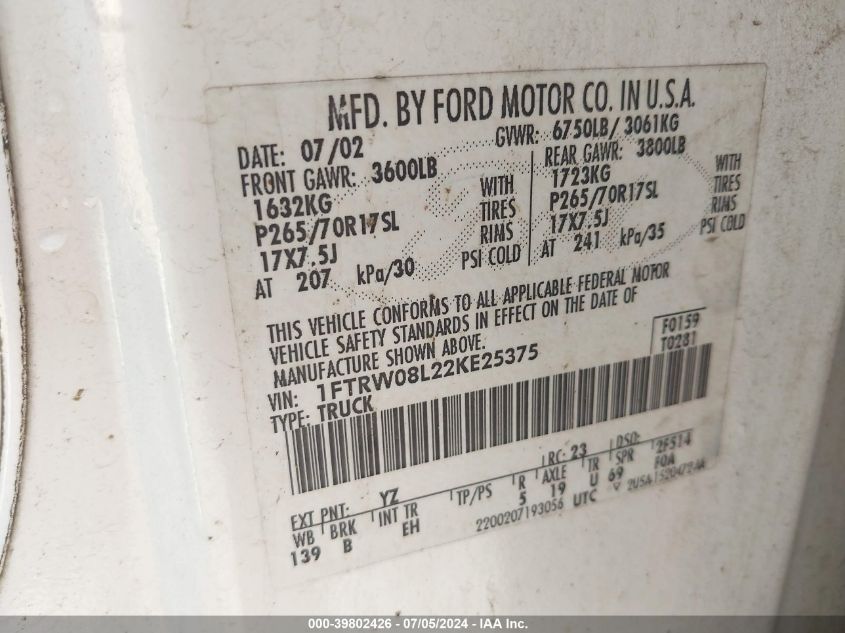 MFD. BY FORD MOTOR CO. IN U.S.A.
DATE: 07/02 GVWR: 6750LB/ 3061KG
FRONT GAWR: 3600LB REAR GAWR: 3800LB
1632KG WITH 1723KG WITH
P265/70R17SL TIRES P265/70R17SL TIRES
17X7.5J RIMS 17X7.5J RIMS
AT 207 kPa/30 PSI COLD AT 241 kPa/35 PSI COLD
THIS VEHICLE CONFORMS TO ALL APPLICABLE FEDERAL MOTOR
VEHICLE SAFETY STANDARDS IN EFFECT ON THE DATE OF
MANUFACTURE SHOWN ABOVE.
F0159
VIN: 1FTRW08L22KE25375 T0281
TYPE: TRUCK
EXT PNT: YZ RC: 23 DSO: 2F514
WB BRK INT TR TP/PS R AXLE TR SPR FOA
139 B EH 5 19 U 69
2200207193056 UTC
000-39802426 - 07/05/2024 - IAA Inc.